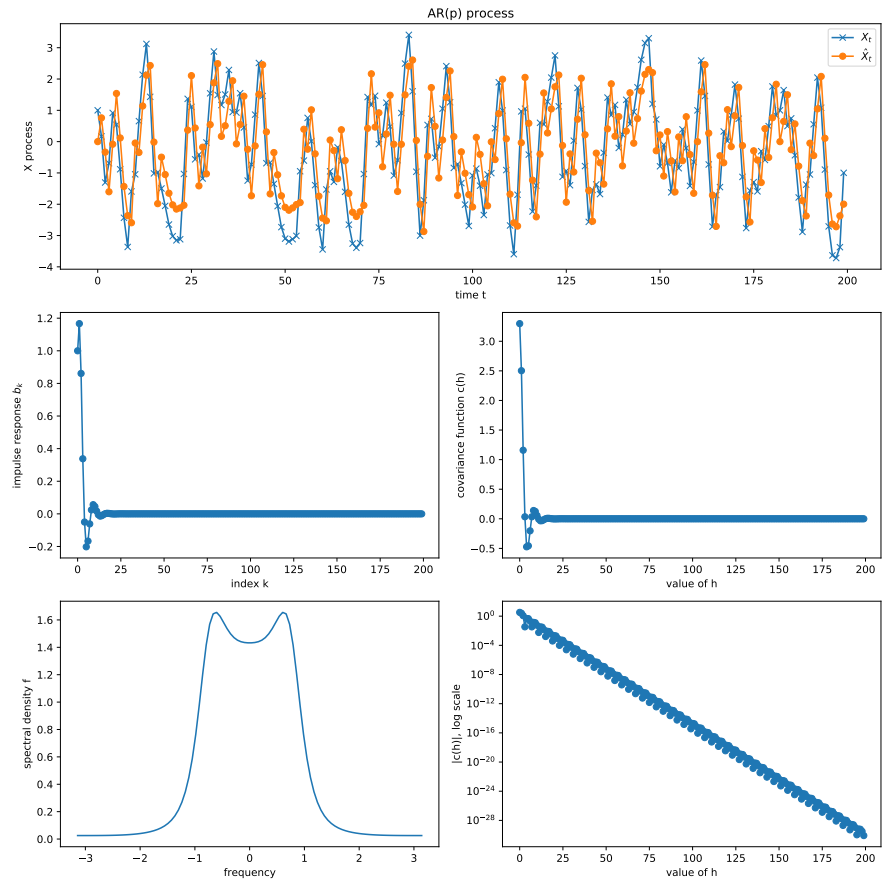 AR(p) process
X process
3
2
1
0
−1
−2
−3
−4
X_t
X̂_t
0 25 50 75 100 125 150 175 200
time t
impulse response b_k
1.2
1.0
0.8
0.6
0.4
0.2
0.0
−0.2
0 25 50 75 100 125 150 175 200
index k
covariance function c(h)
3.0
2.5
2.0
1.5
1.0
0.5
0.0
−0.5
0 25 50 75 100 125 150 175 200
value of h
spectral density f
1.6
1.4
1.2
1.0
0.8
0.6
0.4
0.2
0.0
−3 −2 −1 0 1 2 3
frequency
|c(h)|, log scale
10^0
10^−4
10^−8
10^−12
10^−16
10^−20
10^−24
10^−28
0 25 50 75 100 125 150 175 200
value of h